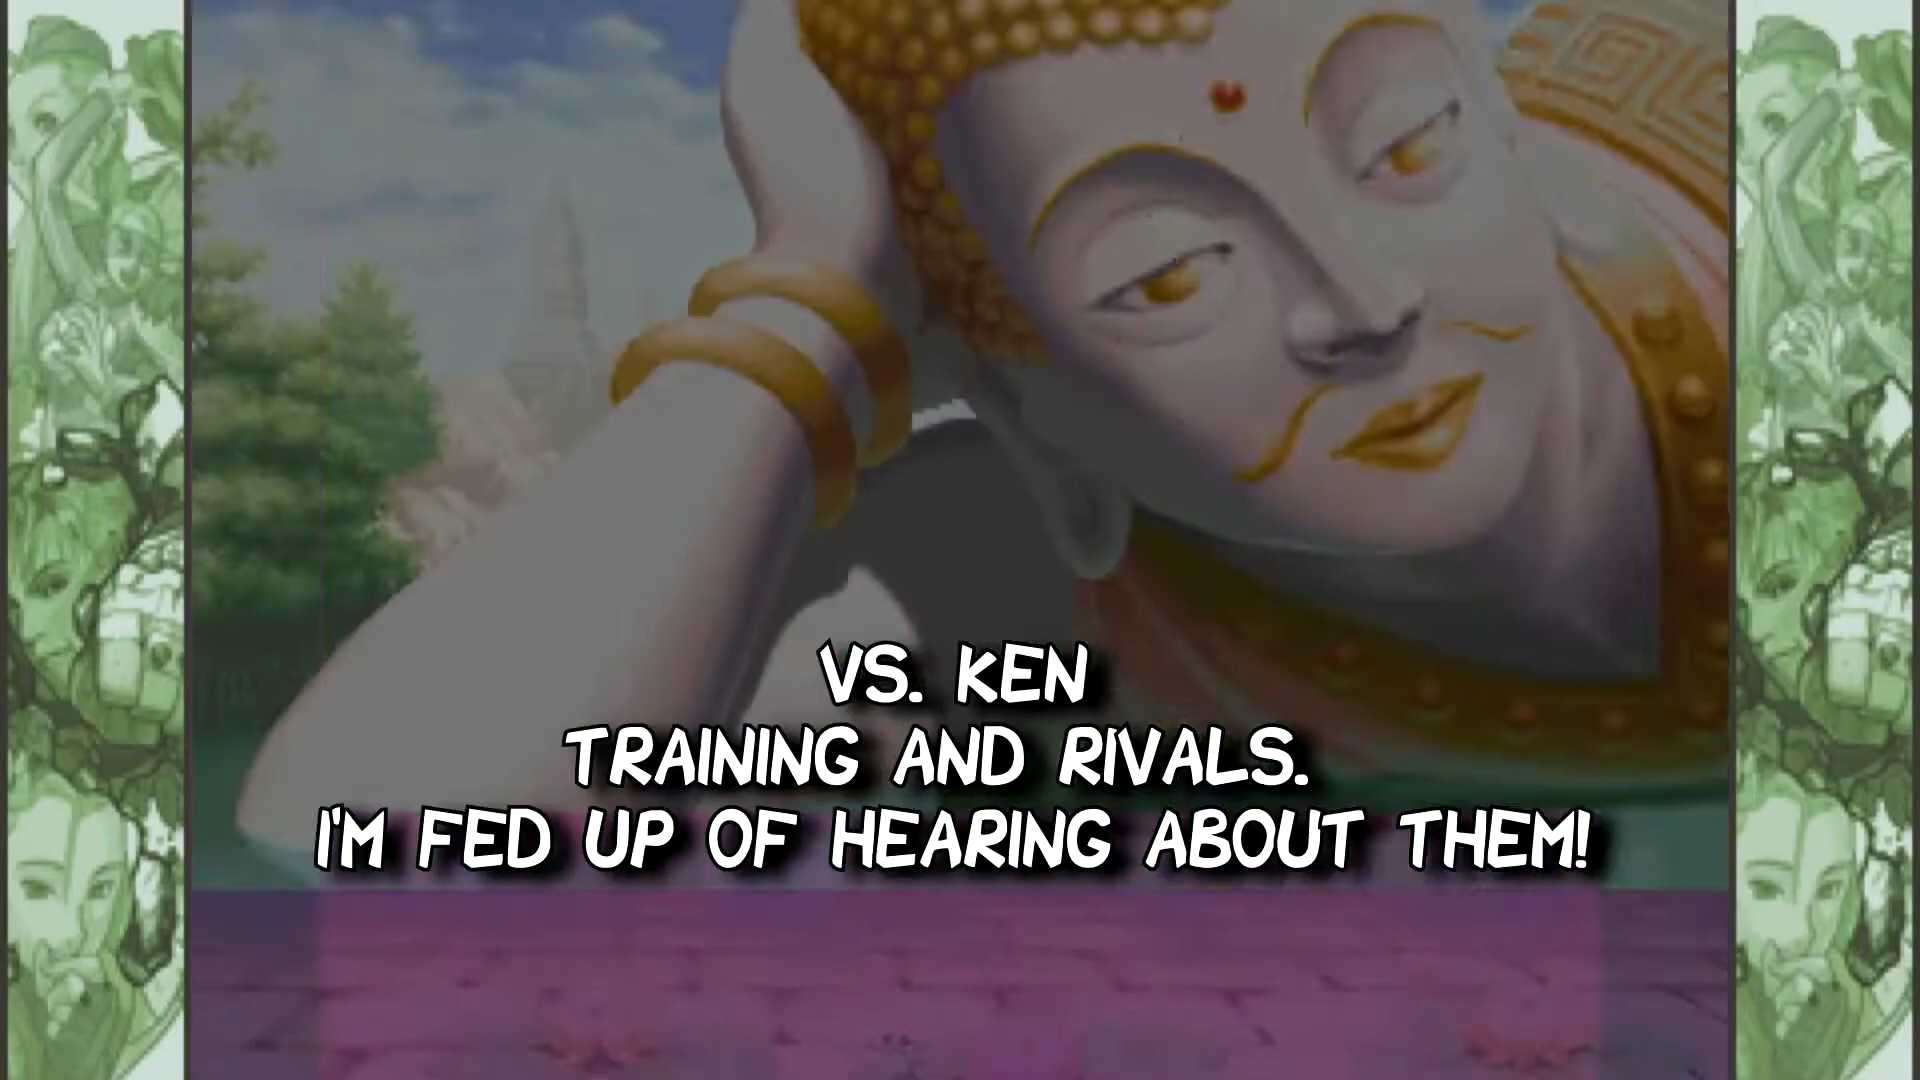 VS. KEN
TRAINING AND RIVALS.
I'M FED UP OF HEARING ABOUT THEM!